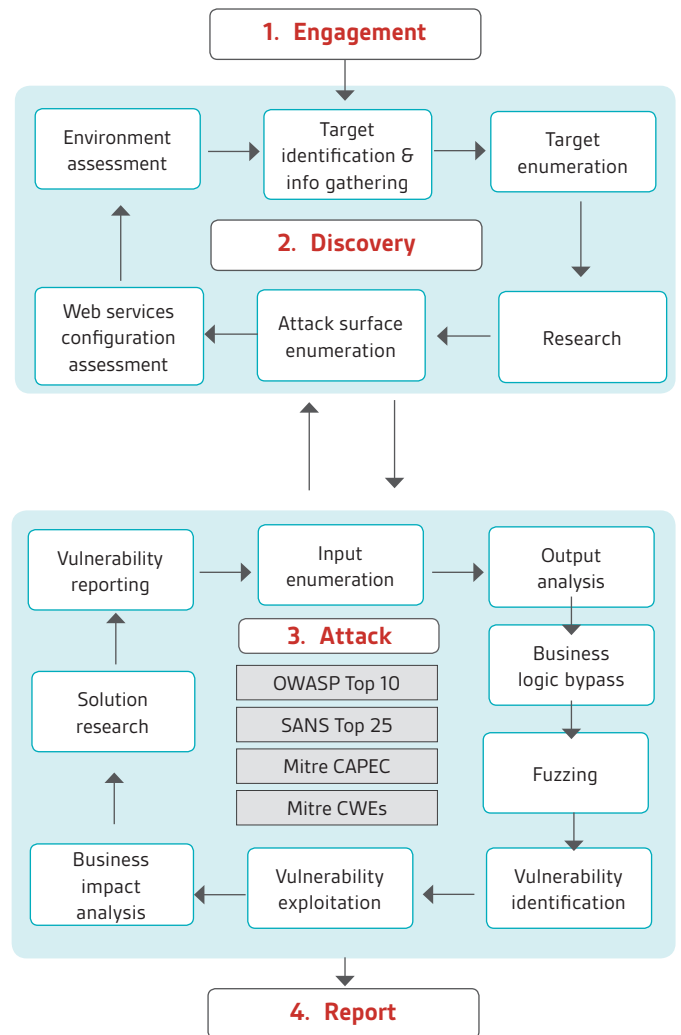 1. Engagement
Environment
assessment
Target
identification &
info gathering
Target
enumeration
2. Discovery
Web services
configuration
assessment
Attack surface
enumeration
Research
Vulnerability
reporting
Input
enumeration
Output
analysis
3. Attack
Business
logic bypass
OWASP Top 10
SANS Top 25
Mitre CAPEC
Mitre CWEs
Solution
research
Fuzzing
Business
impact
analysis
Vulnerability
exploitation
Vulnerability
identification
4. Report